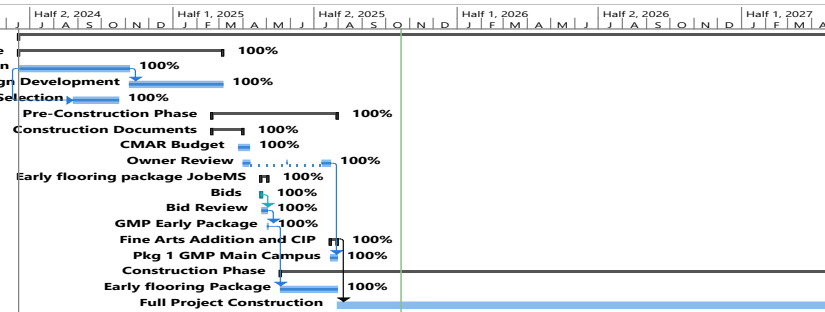 Half 2, 2024 Half 1, 2025 Half 2, 2025 Half 1, 2026 Half 2, 2026 Half 1, 2027
J J A S O N D J F M A M J J A S O N D J F M A M J J A S O N D J F M A
e 100%
n 100%
gn Development 100%
Selection 100%
Pre-Construction Phase 100%
Construction Documents 100%
CMAR Budget 100%
Owner Review 100%
Early flooring package JobeMS 100%
Bids 100%
Bid Review 100%
GMP Early Package 100%
Fine Arts Addition and CIP 100%
Pkg 1 GMP Main Campus 100%
Construction Phase
Early flooring Package 100%
Full Project Construction